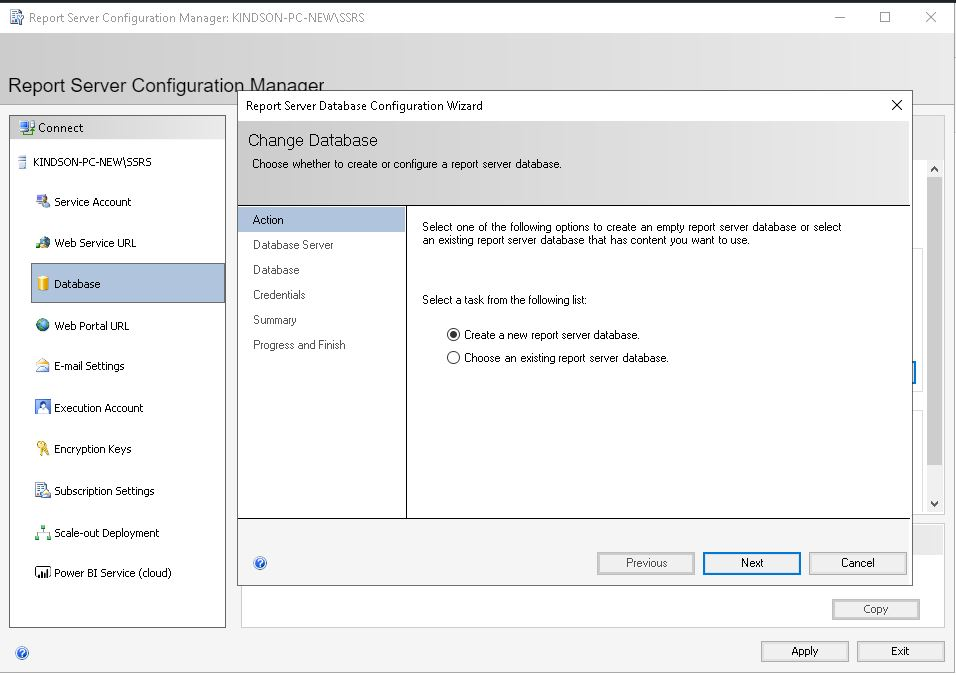 Report Server Configuration Manager: KINDSON-PC-NEW\SSRS
Report Server Configuration Manager
Connect
KINDSON-PC-NEW\SSRS
Service Account
Web Service URL
Database
Web Portal URL
E-mail Settings
Execution Account
Encryption Keys
Subscription Settings
Scale-out Deployment
Power BI Service (cloud)
Report Server Database Configuration Wizard
Change Database
Choose whether to create or configure a report server database.
Action
Database Server
Database
Credentials
Summary
Progress and Finish
Select one of the following options to create an empty report server database or select
an existing report server database that has content you want to use.
Select a task from the following list:
Create a new report server database.
Choose an existing report server database.
Previous
Next
Cancel
Copy
Apply
Exit